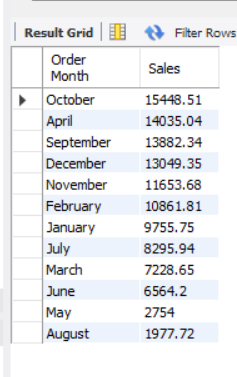 Result Grid Filter Rows
Order
Month Sales
October 15448.51
April 14035.04
September 13882.34
December 13049.35
November 11653.68
February 10861.81
January 9755.75
July 8295.94
March 7228.65
June 6564.2
May 2754
August 1977.72